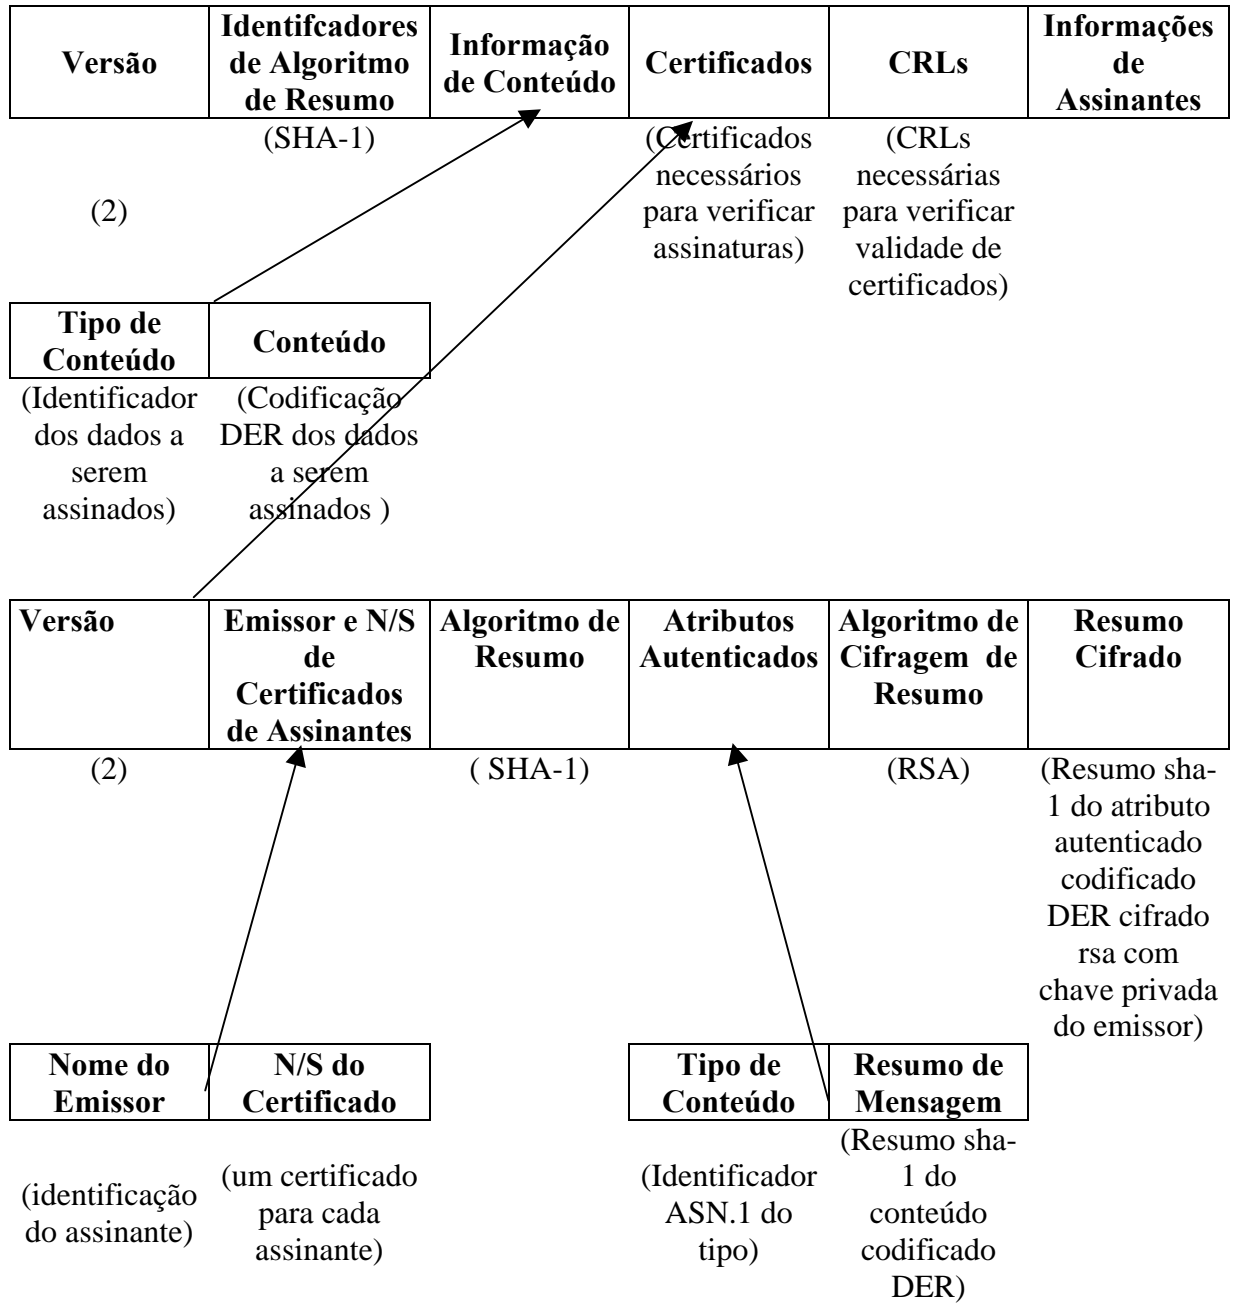 Versão
Identifcadores
de Algoritmo
de Resumo
Informação
de Conteúdo
Certificados
CRLs
Informações
de
Assinantes
(2)
(SHA-1)
(Certificados
necessários
para verificar
assinaturas)
(CRLs
necessárias
para verificar
validade de
certificados)
Tipo de
Conteúdo
Conteúdo
(Identificador
dos dados a
serem
assinados)
(Codificação
DER dos dados
a serem
assinados )
Versão
Emissor e N/S
de
Certificados
de Assinantes
Algoritmo de
Resumo
Atributos
Autenticados
Algoritmo de
Cifragem de
Resumo
Resumo
Cifrado
(2)
( SHA-1)
(RSA)
(Resumo sha-
1 do atributo
autenticado
codificado
DER cifrado
rsa com
chave privada
do emissor)
Nome do
Emissor
N/S do
Certificado
Tipo de
Conteúdo
Resumo de
Mensagem
(identificação
do assinante)
(um certificado
para cada
assinante)
(Identificador
ASN.1 do
tipo)
(Resumo sha-
1 do
conteúdo
codificado
DER)